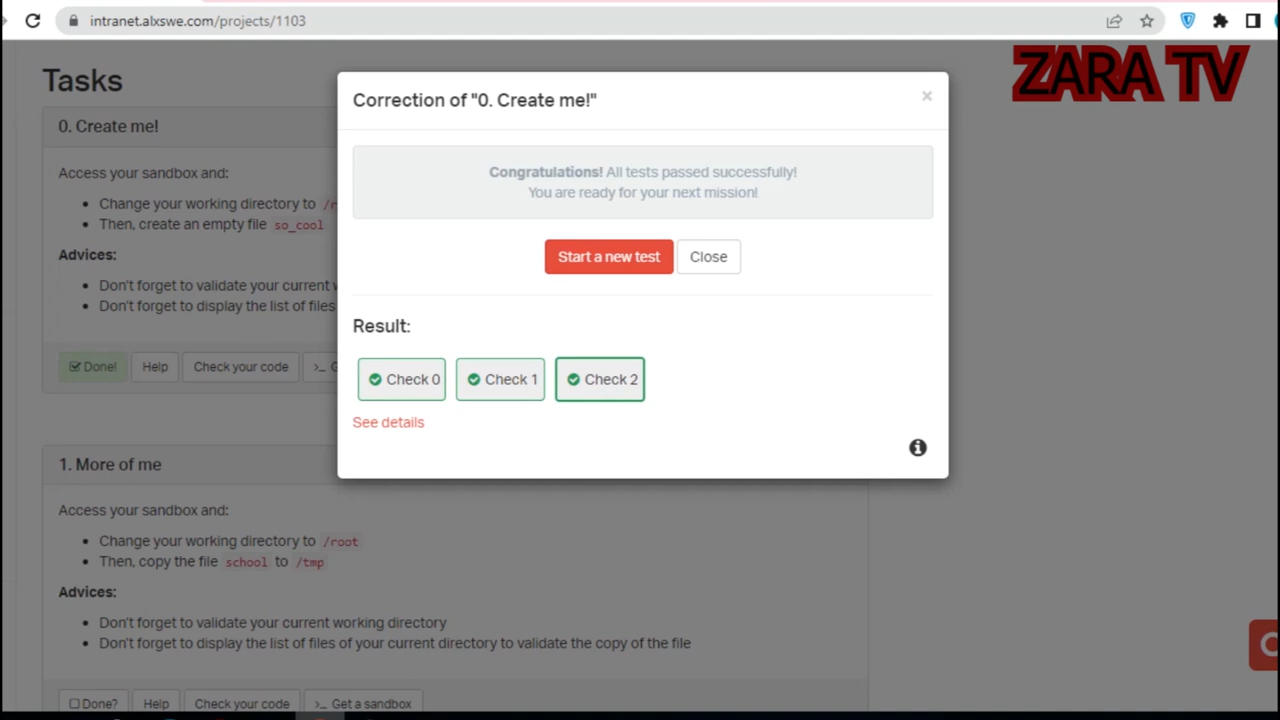 intranet.alxswe.com/projects/1103
ZARA TV
Tasks
0. Create me!
Access your sandbox and:
Change your working directory to
Then, create an empty file so_cool
Advices:
Don't forget to validate your current
Don't forget to display the list of files
Done!
Help
Check your code
>_ G
Correction of "0. Create me!"
×
Congratulations! All tests passed successfully!
You are ready for your next mission!
Start a new test
Close
Result:
Check 0
Check 1
Check 2
See details
1. More of me
Access your sandbox and:
Change your working directory to /root
Then, copy the file school to /tmp
Advices:
Don't forget to validate your current working directory
Don't forget to display the list of files of your current directory to validate the copy of the file
Done?
Help
Check your code
>_ Get a sandbox